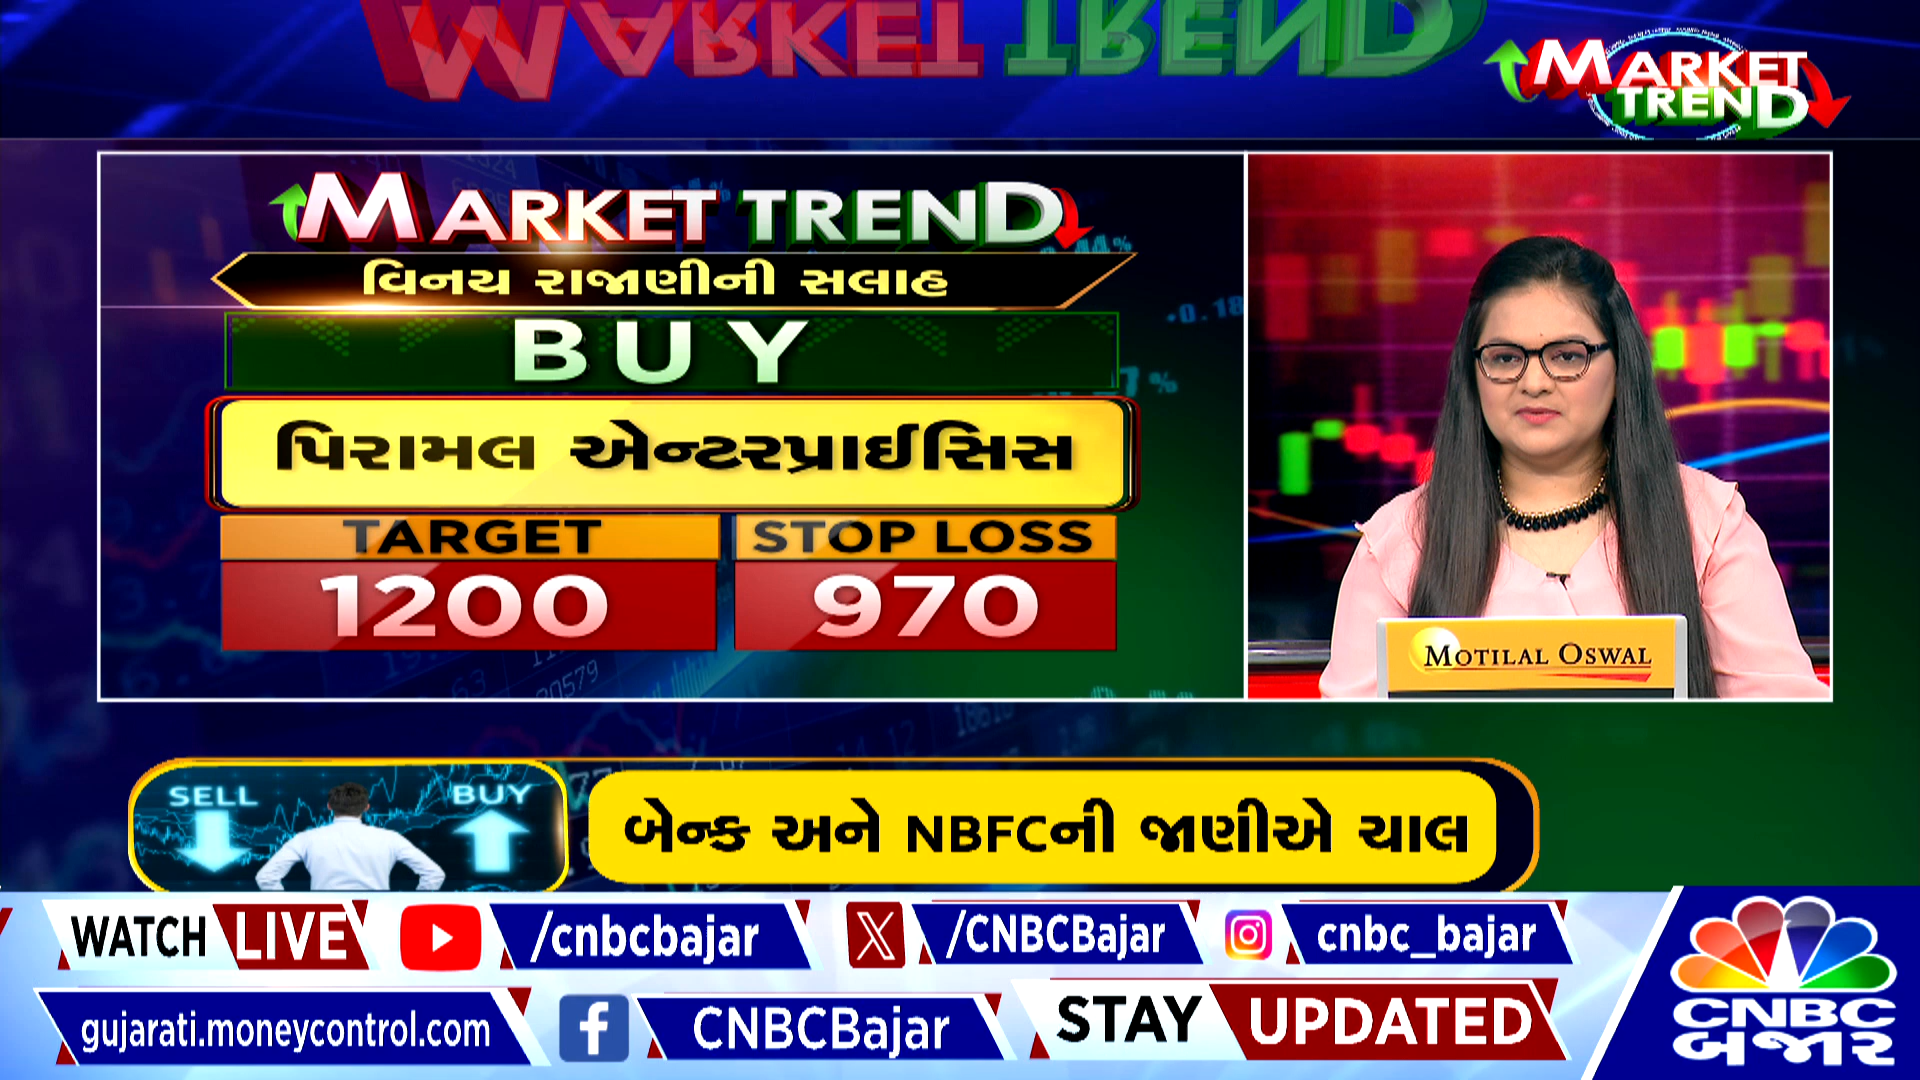 MARKET TREND
MARKET TREND
MARKET TREND
વિનય રાજાણીની સલાહ
BUY
પિરામલ એન્ટરપ્રાઈસિસ
TARGET
STOP LOSS
1200
970
MOTILAL OSWAL
SELL
BUY
બેન્ક અને NBFCની જાણીએ ચાલ
WATCH LIVE /cnbcbajar /CNBCBajar cnbc_bajar
gujarati.moneycontrol.com CNBCBajar STAY UPDATED
CNBC
બજાર